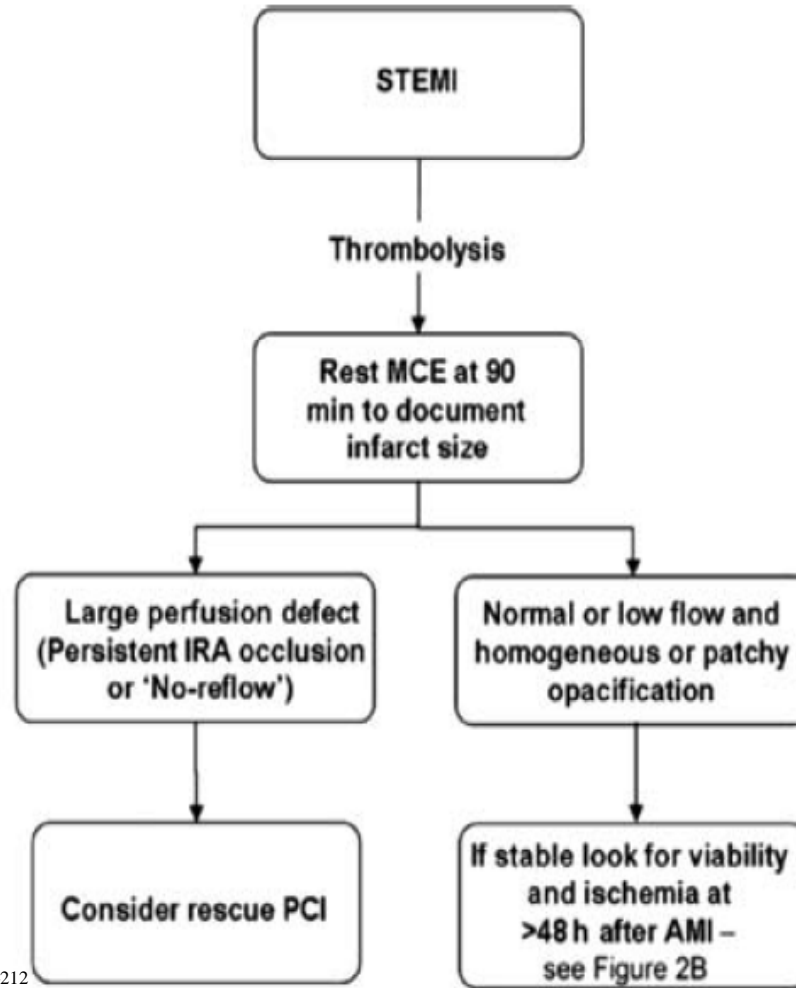 STEMI
Thrombolysis
Rest MCE at 90
min to document
infarct size
Large perfusion defect
(Persistent IRA occlusion
or ‘No-reflow’)
Normal or low flow and
homogeneous or patchy
opacification
Consider rescue PCI
If stable look for viability
and ischemia at
>48 h after AMI –
see Figure 2B
212